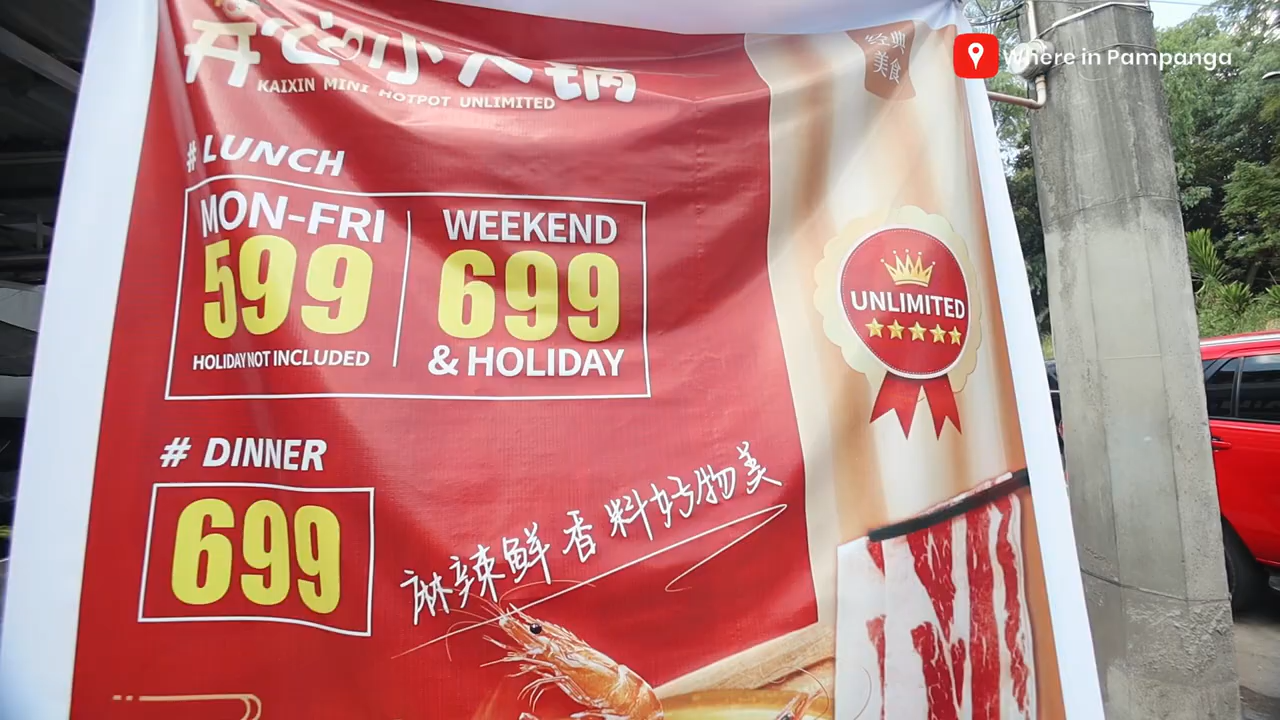 开心小火锅
KAIXIN MINI HOTPOT UNLIMITED
经典
美食
Where in Pampanga
# LUNCH
MON-FRI
599
HOLIDAY NOT INCLUDED
WEEKEND
699
& HOLIDAY
UNLIMITED
# DINNER
699
麻辣鲜香料好物美